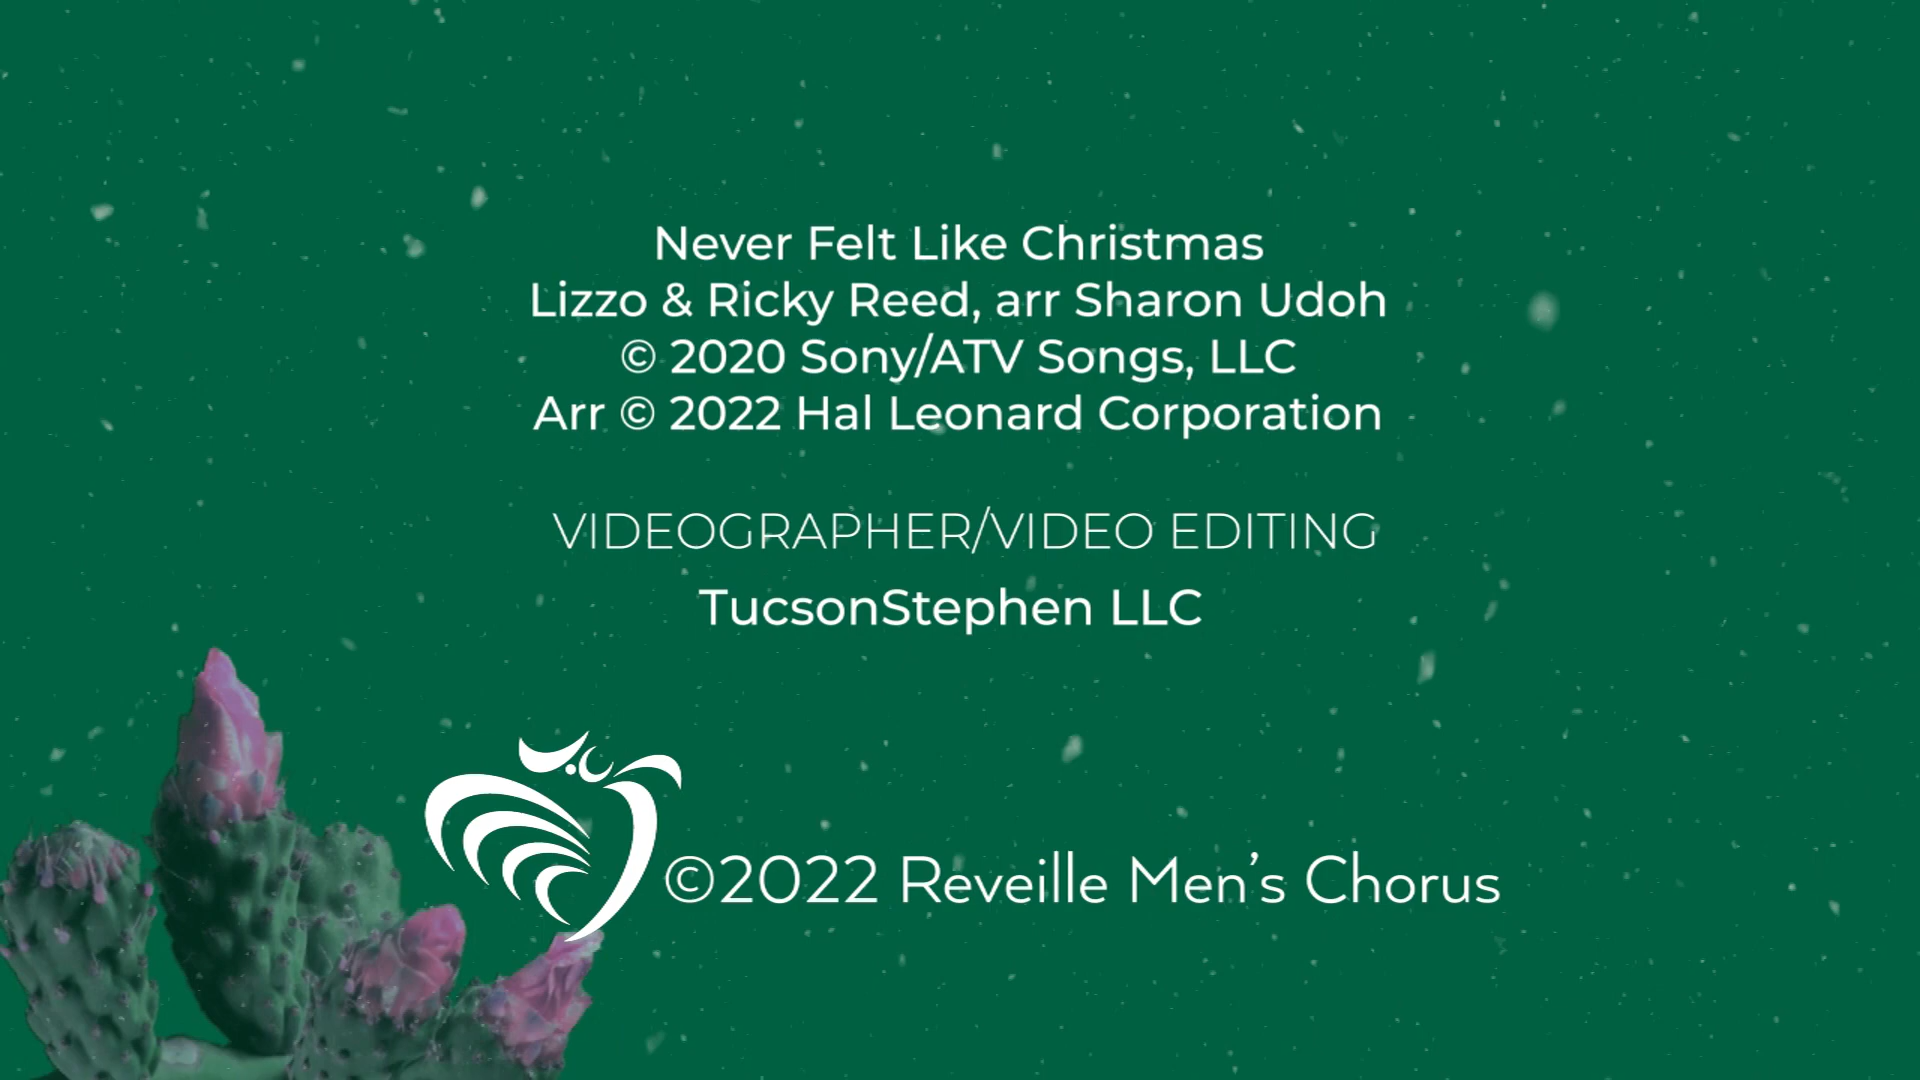 Never Felt Like Christmas
Lizzo & Ricky Reed, arr Sharon Udoh
© 2020 Sony/ATV Songs, LLC
Arr © 2022 Hal Leonard Corporation
VIDEOGRAPHER/VIDEO EDITING
TucsonStephen LLC
©2022 Reveille Men’s Chorus